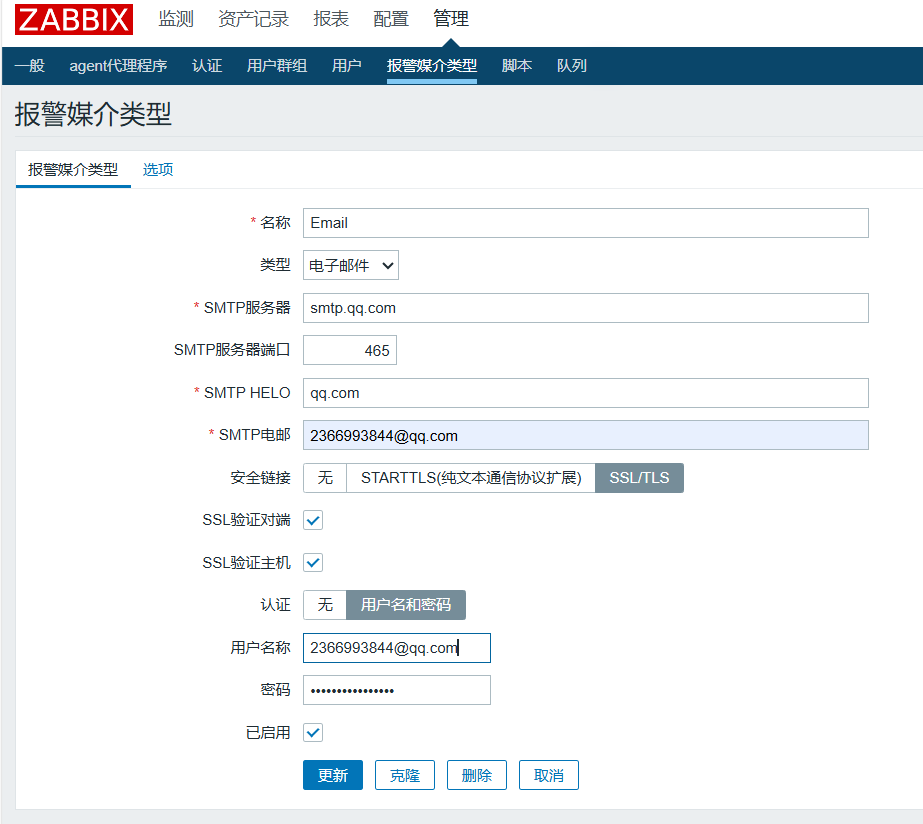 ZABBIX 监测 资产记录 报表 配置 管理
一般 agent代理程序 认证 用户群组 用户 报警媒介类型 脚本 队列
报警媒介类型
报警媒介类型 选项
* 名称 Email
类型 电子邮件
* SMTP服务器 smtp.qq.com
SMTP服务器端口 465
* SMTP HELO qq.com
* SMTP电邮 2366993844@qq.com
安全链接 无 STARTTLS(纯文本通信协议扩展) SSL/TLS
SSL验证对端
SSL验证主机
认证 无 用户名和密码
用户名称 2366993844@qq.com
密码 ••••••••••••••••
已启用
更新 克隆 删除 取消